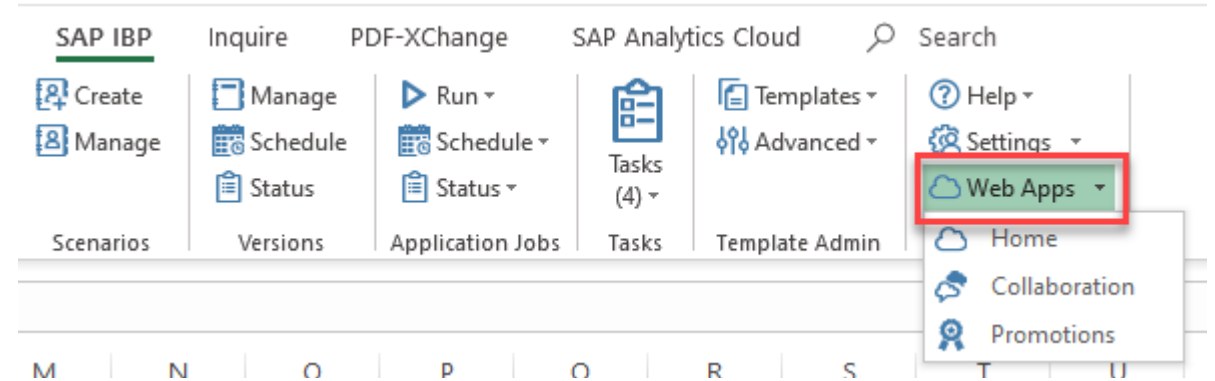 SAP IBP Inquire PDF-XChange SAP Analytics Cloud Search
Create Manage Run Templates Help
Manage Schedule Schedule Advanced Settings
Status Status Tasks (4) Web Apps
Scenarios Versions Application Jobs Tasks Template Admin
Home
Collaboration
Promotions
M N O P Q R S T U